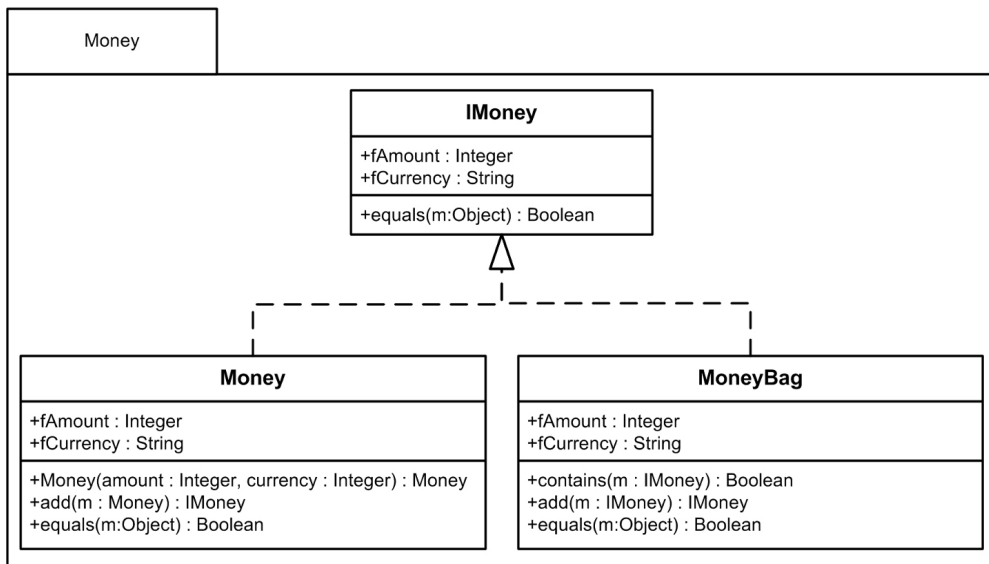 Money
IMoney
+fAmount : Integer
+fCurrency : String
+equals(m:Object) : Boolean
Money
+fAmount : Integer
+fCurrency : String
+Money(amount : Integer, currency : Integer) : Money
+add(m : Money) : IMoney
+equals(m:Object) : Boolean
MoneyBag
+fAmount : Integer
+fCurrency : String
+contains(m : IMoney) : Boolean
+add(m : IMoney) : IMoney
+equals(m:Object) : Boolean